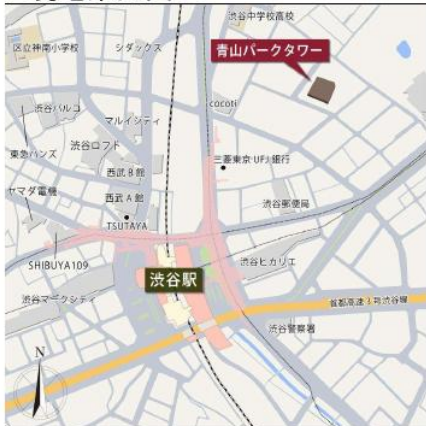 渋谷中学校高校
区立神南小学校
シダックス
青山パークタワー
cocoti
渋谷パルコ
マルイシティ
渋谷ロフト
東急ハンズ
三菱東京UFJ銀行
西武B館
ヤマダ電機
西武A館
渋谷郵便局
TSUTAYA
SHIBUYA109
渋谷ヒカリエ
渋谷駅
渋谷マークシティ
首都高速3号渋谷線
渋谷警察署
N